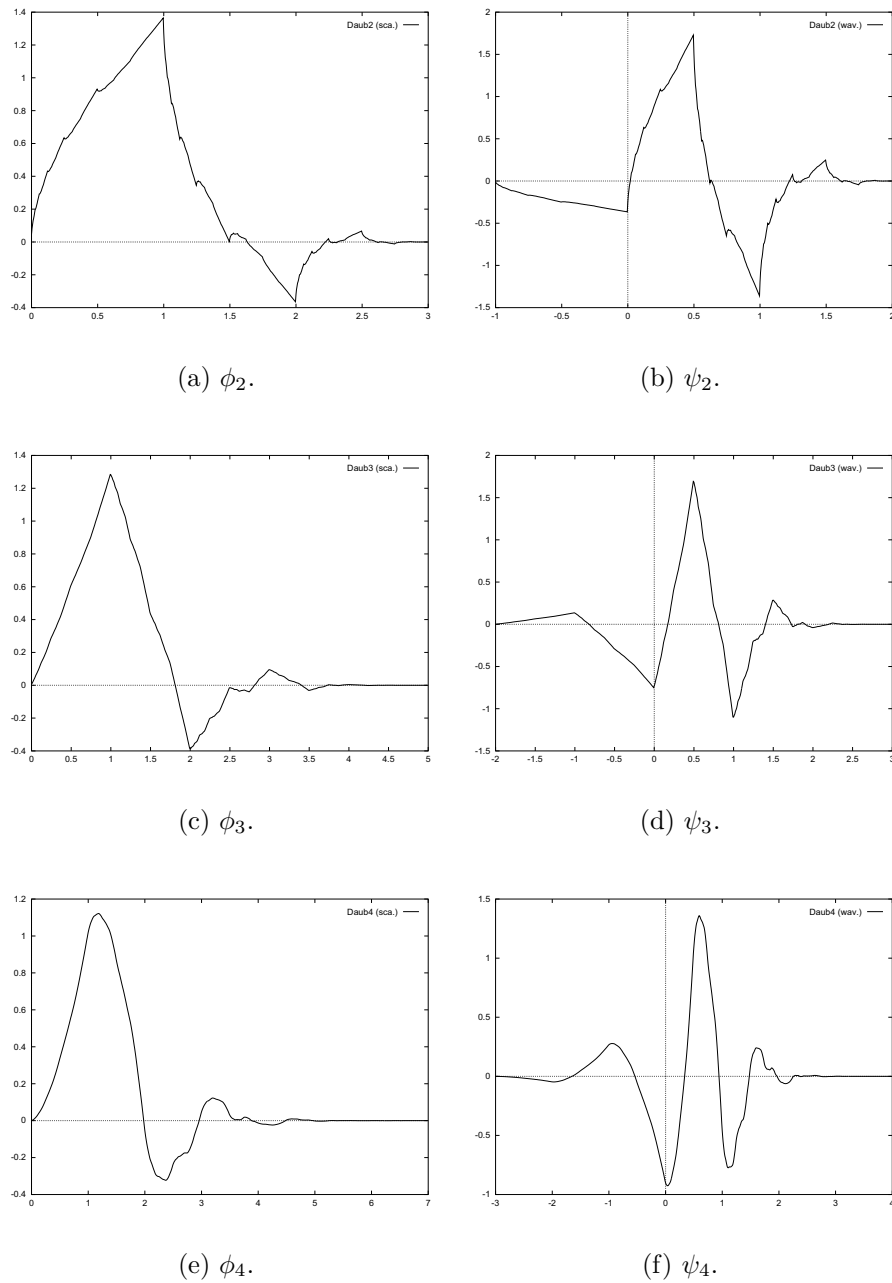 Daub2 (sca.)
1.4
1.2
1
0.8
0.6
0.4
0.2
0
-0.2
-0.4
0 0.5 1 1.5 2 2.5 3
(a) ϕ₂.
Daub2 (wav.)
2
1.5
1
0.5
0
-0.5
-1
-1.5
-1 -0.5 0 0.5 1 1.5 2
(b) ψ₂.
Daub3 (sca.)
1.4
1.2
1
0.8
0.6
0.4
0.2
0
-0.2
-0.4
0 0.5 1 1.5 2 2.5 3 3.5 4 4.5 5
(c) ϕ₃.
Daub3 (wav.)
2
1.5
1
0.5
0
-0.5
-1
-1.5
-2 -1.5 -1 -0.5 0 0.5 1 1.5 2 2.5 3
(d) ψ₃.
Daub4 (sca.)
1.2
1
0.8
0.6
0.4
0.2
0
-0.2
-0.4
0 1 2 3 4 5 6 7
(e) ϕ₄.
Daub4 (wav.)
1.5
1
0.5
0
-0.5
-1
-3 -2 -1 0 1 2 3 4
(f) ψ₄.